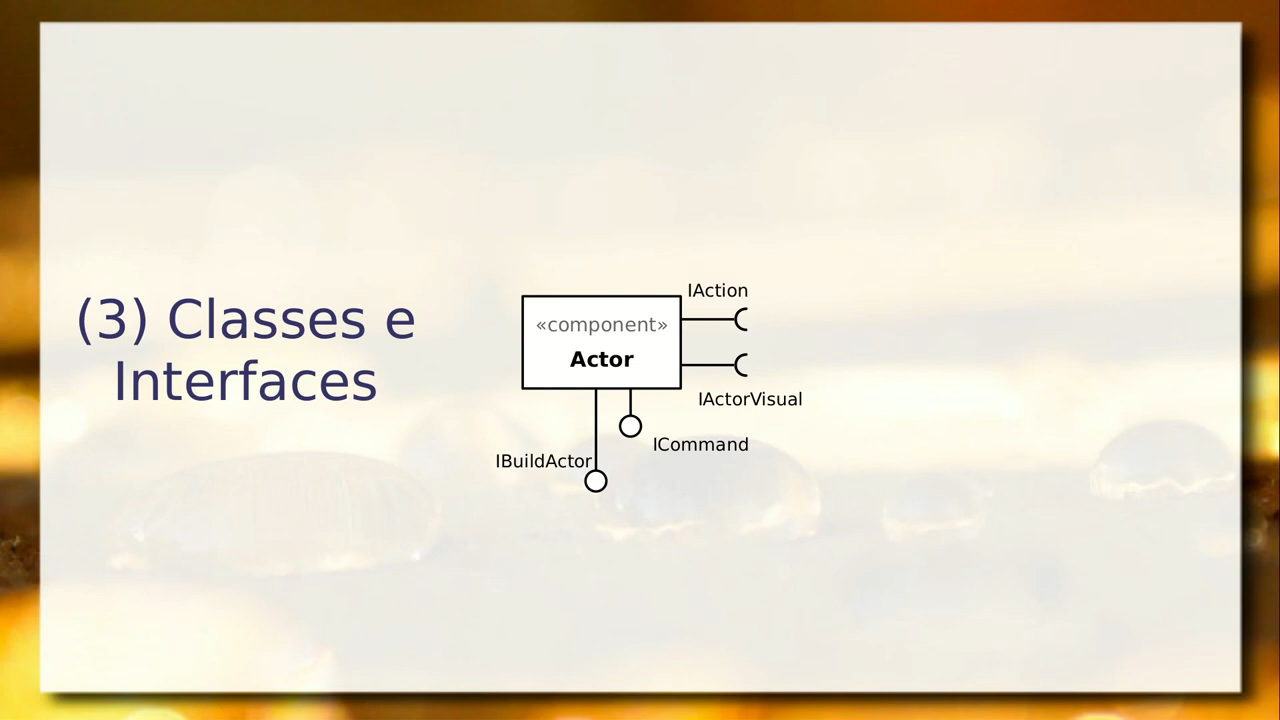 (3) Classes e
Interfaces
IAction
«component»
Actor
IActorVisual
ICommand
IBuildActor